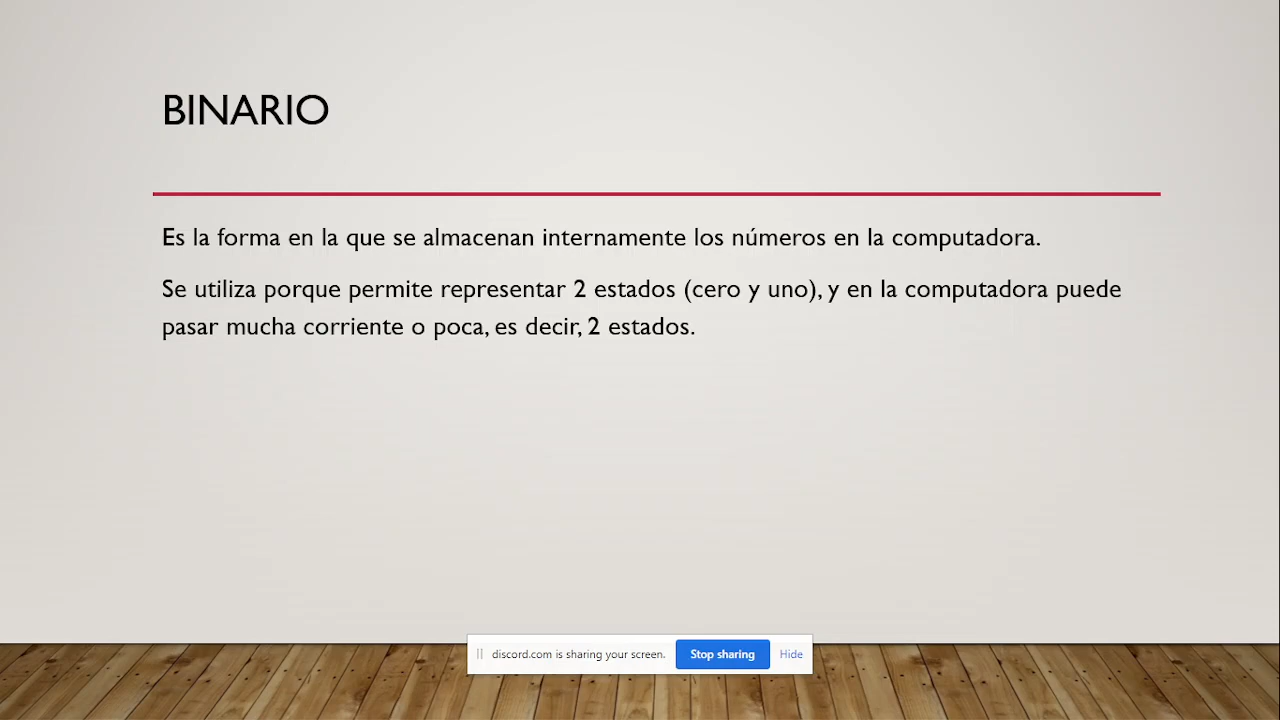 BINARIO
Es la forma en la que se almacenan internamente los números en la computadora.
Se utiliza porque permite representar 2 estados (cero y uno), y en la computadora puede
pasar mucha corriente o poca, es decir, 2 estados.
discord.com is sharing your screen. Stop sharing Hide